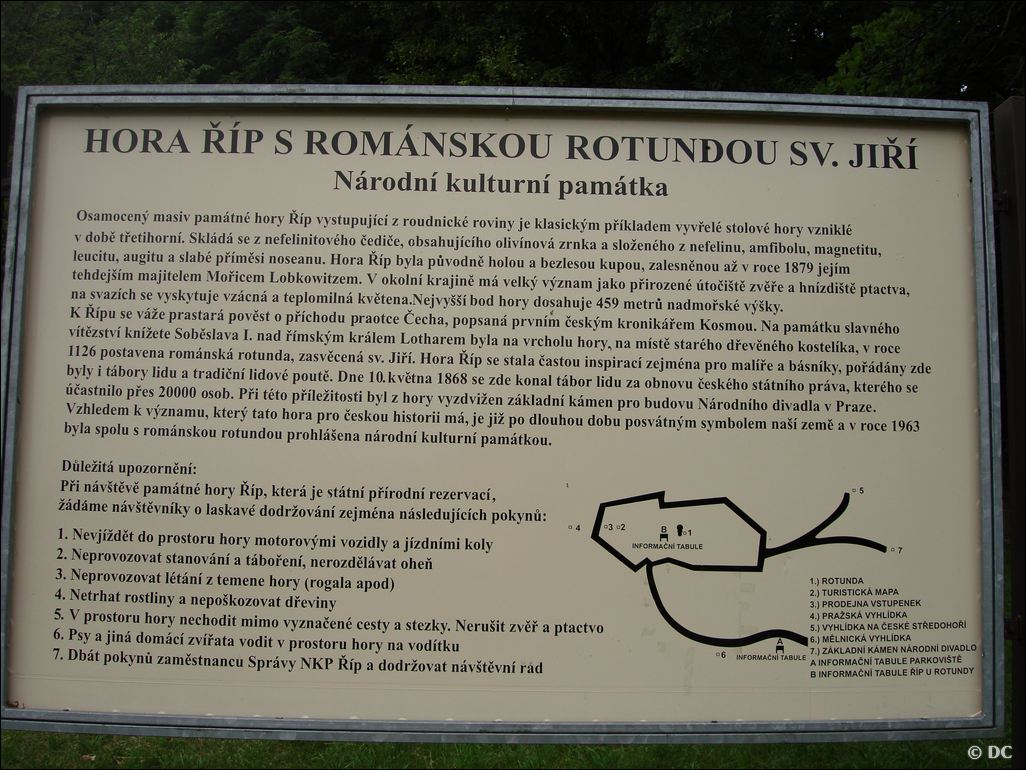 HORA ŘÍP S ROMÁNSKOU ROTUNDOU SV. JIŘÍ
Národní kulturní památka
Osamocený masiv památné hory Říp vystupující z roudnické roviny je klasickým příkladem vyvřelé stolové hory vzniklé
v době třetihorní. Skládá se z nefelinitového čediče, obsahujícího olivínová zrnka a složeného z nefelinu, amfibolu, magnetitu,
leucitu, augitu a slabé příměsi noseanu. Hora Říp byla původně holou a bezlesou kupou, zalesněnou až v roce 1879 jejím
tehdejším majitelem Mořicem Lobkowitzem. V okolní krajině má velký význam jako přirozené útočiště zvěře a hnízdiště ptactva,
na svazích se vyskytuje vzácná a teplomilná květena.Nejvyšší bod hory dosahuje 459 metrů nadmořské výšky.
K Řípu se váže prastará pověst o příchodu praotce Čecha, popsaná prvním českým kronikářem Kosmou. Na památku slavného
vítězství knížete Soběslava I. nad římským králem Lotharem byla na vrcholu hory, na místě starého dřevěného kostelíka, v roce
1126 postavena románská rotunda, zasvěcená sv. Jiří. Hora Říp se stala častou inspirací zejména pro malíře a básníky, pořádány zde
byly i tábory lidu a tradiční lidové poutě. Dne 10.května 1868 se zde konal tábor lidu za obnovu českého státního práva, kterého se
účastnilo přes 20000 osob. Při této příležitosti byl z hory vyzdvižen základní kámen pro budovu Národního divadla v Praze.
Vzhledem k významu, který tato hora pro českou historii má, je již po dlouhou dobu posvátným symbolem naší země a v roce 1963
byla spolu s románskou rotundou prohlášena národní kulturní památkou.
Důležitá upozornění:
Při návštěvě památné hory Říp, která je státní přírodní rezervací,
žádáme návštěvníky o laskavé dodržování zejména následujících pokynů:
1. Nevjíždět do prostoru hory motorovými vozidly a jízdními koly
2. Neprovozovat stanování a táboření, nerozdělávat oheň
3. Neprovozovat létání z temene hory (rogala apod)
4. Netrhat rostliny a nepoškozovat dřeviny
5. V prostoru hory nechodit mimo vyznačené cesty a stezky. Nerušit zvěř a ptactvo
6. Psy a jiná domácí zvířata vodit v prostoru hory na vodítku
7. Dbát pokynů zaměstnancu Správy NKP Říp a dodržovat návštěvní rád
5
4
3 2
B
1
INFORMAČNÍ TABULE
7
A
6
INFORMAČNÍ TABULE
1.) ROTUNDA
2.) TURISTICKÁ MAPA
3.) PRODEJNA VSTUPENEK
4.) PRAŽSKÁ VYHLÍDKA
5.) VYHLÍDKA NA ČESKÉ STŘEDOHOŘÍ
6.) MĚLNICKÁ VYHLÍDKA
7.) ZÁKLADNÍ KÁMEN NÁRODNÍ DIVADLO
A INFORMAČNÍ TABULE PARKOVIŠTĚ
B INFORMAČNÍ TABULE ŘÍP U ROTUNDY
© DC